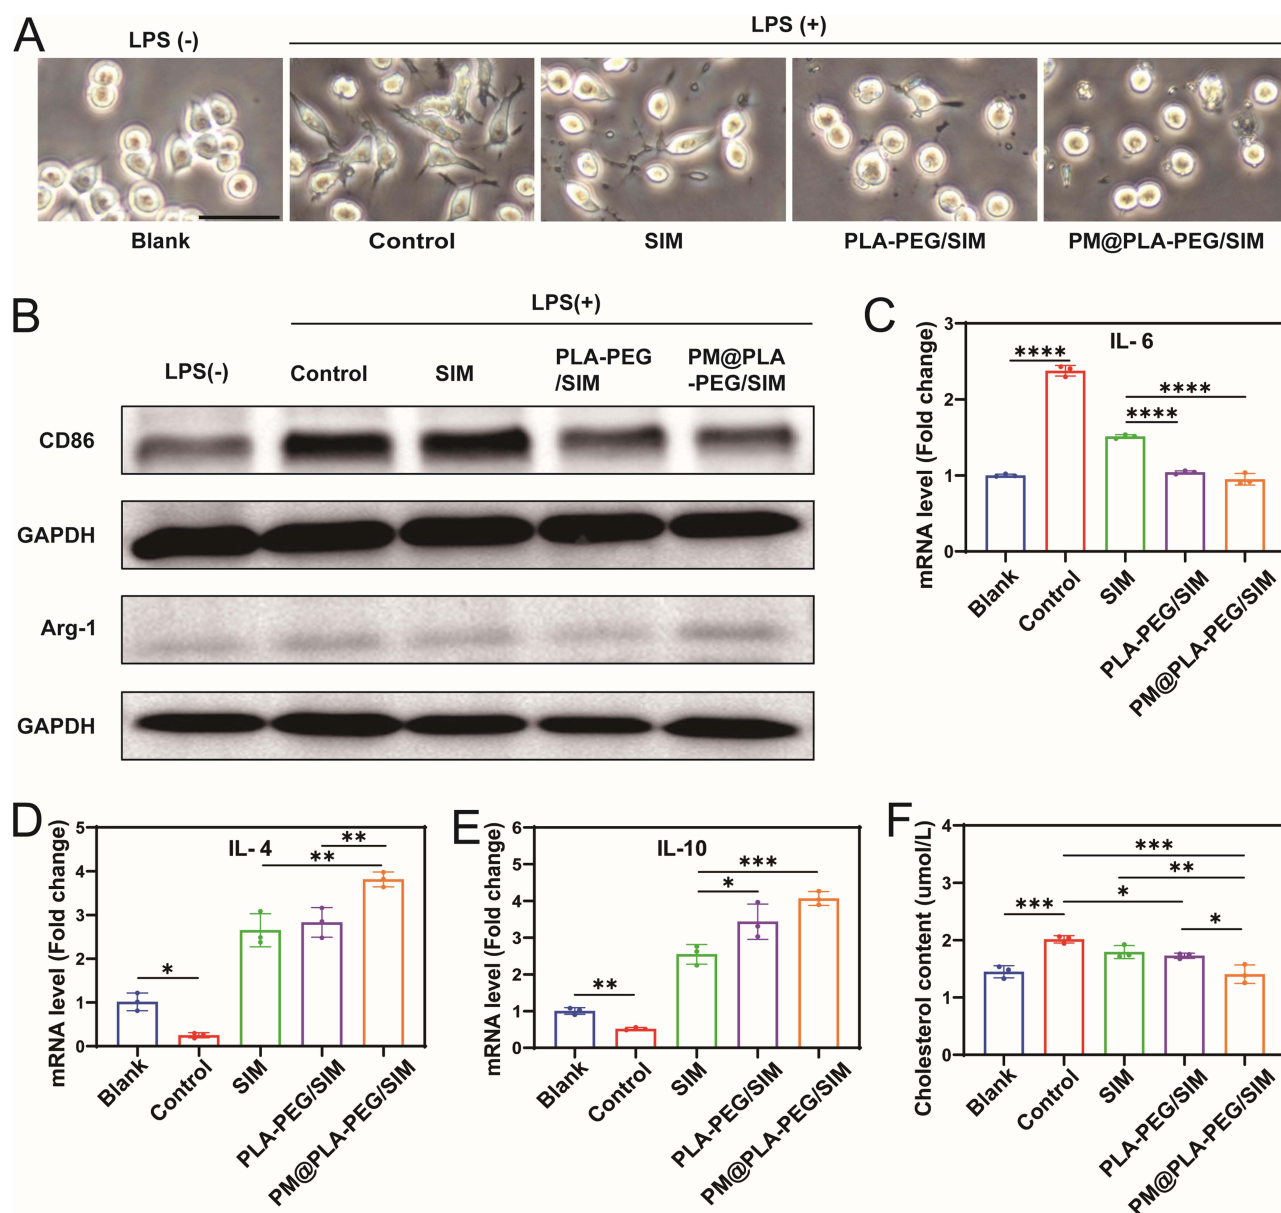 A
LPS (-)
LPS (+)
Blank
Control
SIM
PLA-PEG/SIM
PM@PLA-PEG/SIM
B
LPS(+)
LPS(-)
Control
SIM
PLA-PEG
/SIM
PM@PLA
-PEG/SIM
CD86
GAPDH
Arg-1
GAPDH
C
IL- 6
mRNA level (Fold change)
3
2
1
0
****
****
****
Blank
Control
SIM
PLA-PEG/SIM
PM@PLA-PEG/SIM
D
IL- 4
mRNA level (Fold change)
5
4
3
2
1
0
*
**
**
Blank
Control
SIM
PLA-PEG/SIM
PM@PLA-PEG/SIM
E
IL-10
mRNA level (Fold change)
6
5
4
3
2
1
0
**
*
***
Blank
Control
SIM
PLA-PEG/SIM
PM@PLA-PEG/SIM
F
Cholesterol content (umol/L)
4
3
2
1
0
***
***
**
*
*
Blank
Control
SIM
PLA-PEG/SIM
PM@PLA-PEG/SIM